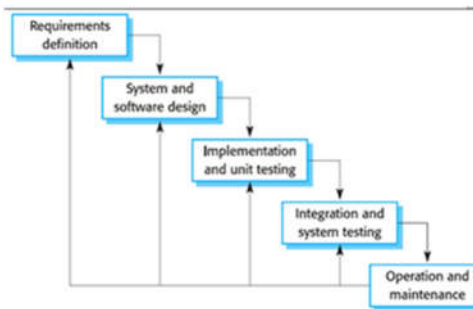 Requirements
definition
System and
software design
Implementation
and unit testing
Integration and
system testing
Operation and
maintenance